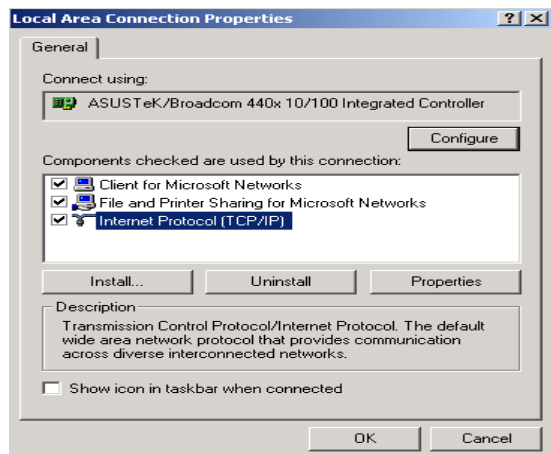 Local Area Connection Properties
General
Connect using:
ASUSTeK/Broadcom 440x 10/100 Integrated Controller
Configure
Components checked are used by this connection:
Client for Microsoft Networks
File and Printer Sharing for Microsoft Networks
Internet Protocol (TCP/IP)
Install... Uninstall Properties
Description
Transmission Control Protocol/Internet Protocol. The default
wide area network protocol that provides communication
across diverse interconnected networks.
Show icon in taskbar when connected
OK Cancel